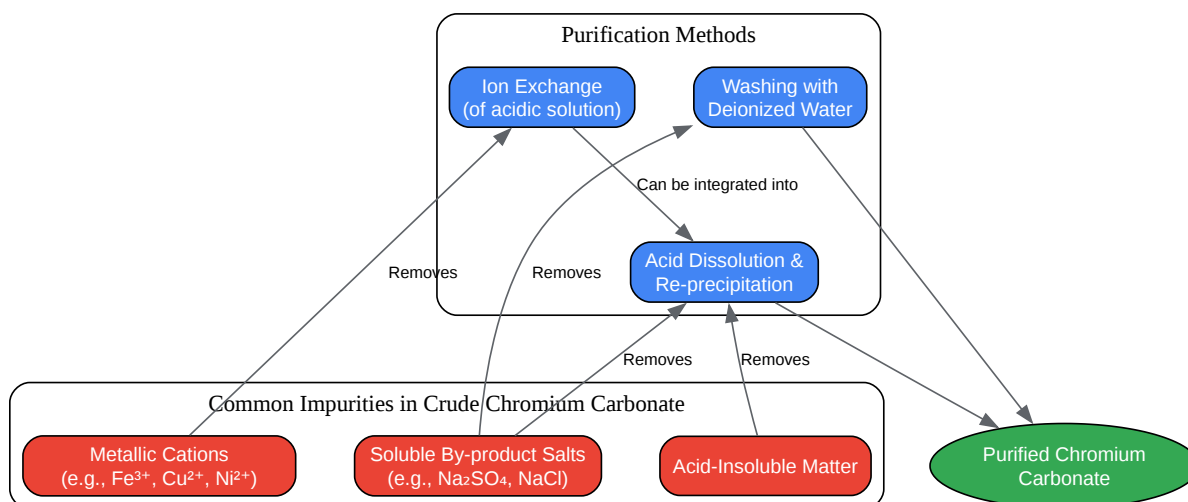 Purification Methods
Ion Exchange
(of acidic solution)
Washing with
Deionized Water
Can be integrated into
Acid Dissolution &
Re-precipitation
Removes
Removes
Removes
Removes
Common Impurities in Crude Chromium Carbonate
Metallic Cations
(e.g., Fe³⁺, Cu²⁺, Ni²⁺)
Soluble By-product Salts
(e.g., Na₂SO₄, NaCl)
Acid-Insoluble Matter
Purified Chromium
Carbonate